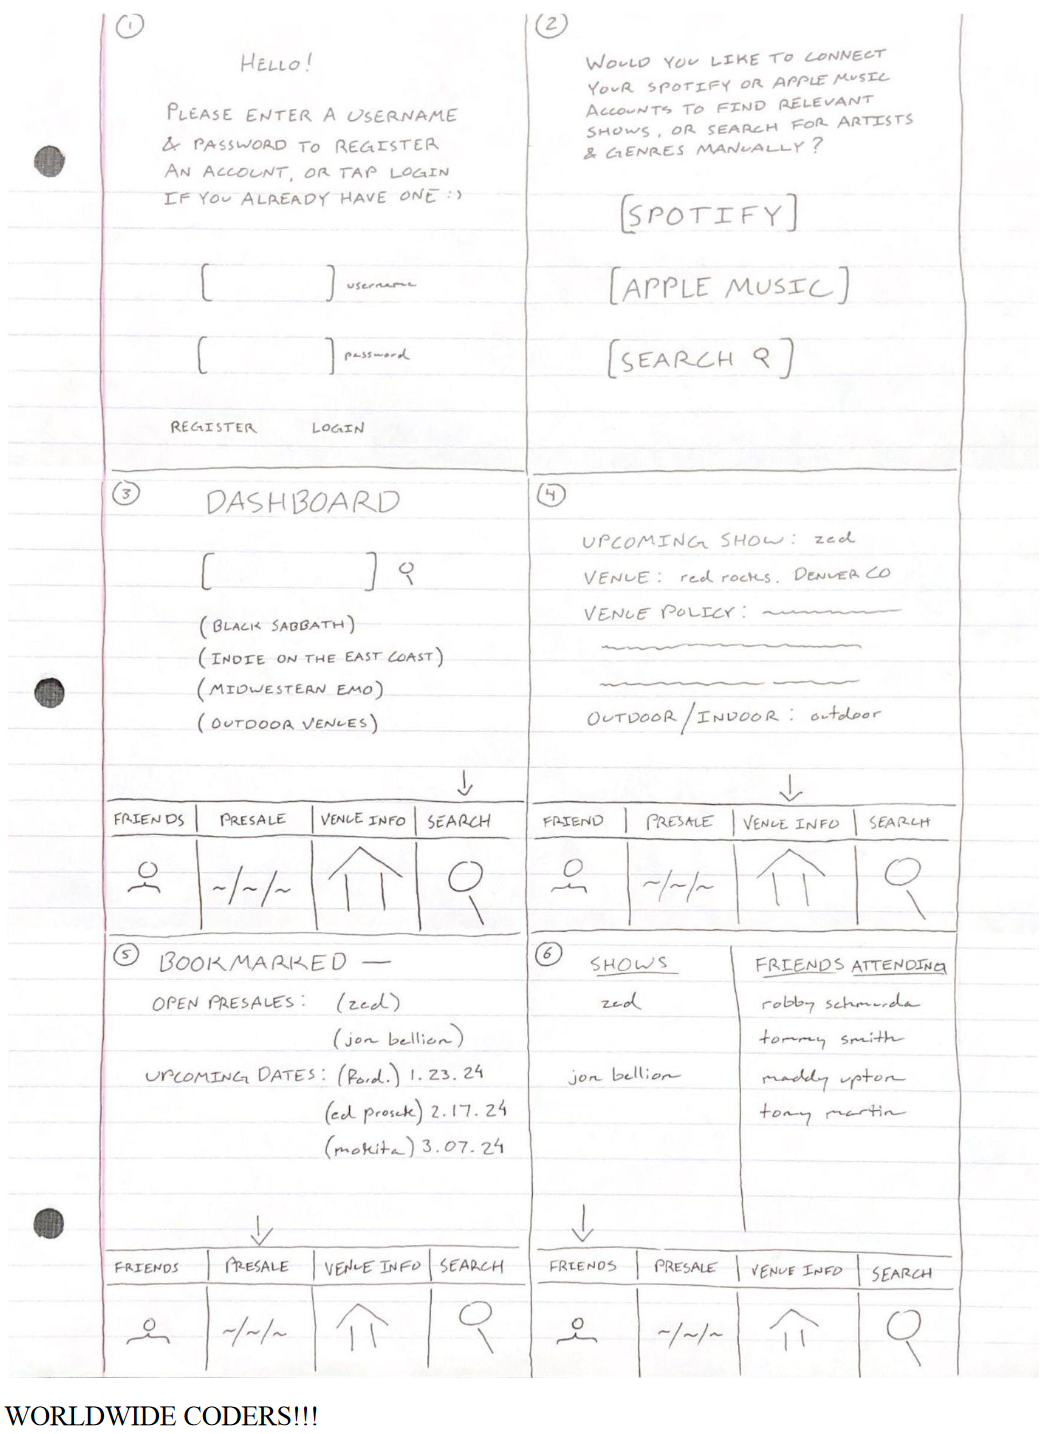 1
HELLO!
PLEASE ENTER A USERNAME
& PASSWORD TO REGISTER
AN ACCOUNT, OR TAP LOGIN
IF YOU ALREADY HAVE ONE :)
[ ] username
[ ] password
REGISTER LOGIN
2
WOULD YOU LIKE TO CONNECT
YOUR SPOTIFY OR APPLE MUSIC
ACCOUNTS TO FIND RELEVANT
SHOWS, OR SEARCH FOR ARTISTS
& GENRES MANUALLY?
[SPOTIFY]
[APPLE MUSIC]
[SEARCH]
3
DASHBOARD
(BLACK SABBATH)
(INDIE ON THE EAST COAST)
(MIDWESTERN EMO)
(OUTDOOR VENUES)
FRIENDS PRESALE VENUE INFO SEARCH
~/~/~
4
UPCOMING SHOW: zed
VENUE: red rocks, DENVER CO
VENUE POLICY:
OUTDOOR/INDOOR: outdoor
FRIEND PRESALE VENUE INFO SEARCH
~/~/~
5
BOOKMARKED —
OPEN PRESALES: (zed)
(jon bellion)
UPCOMING DATES: 1.23.24
(ed prosek) 2.17.24
(mokita) 3.07.24
FRIENDS PRESALE VENUE INFO SEARCH
~/~/~
6
SHOWS FRIENDS ATTENDING
zed robby schmurda
tommy smith
jon bellion maddy upton
tony martin
FRIENDS PRESALE VENUE INFO SEARCH
~/~/~
WORLDWIDE CODERS!!!